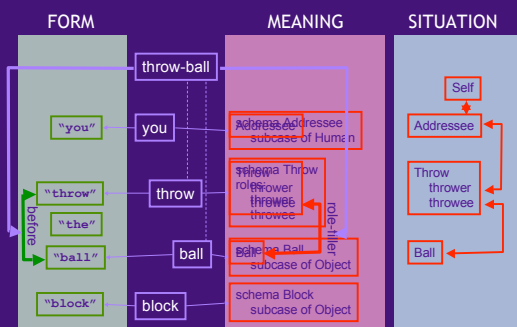 FORM
MEANING
SITUATION
throw-ball
Self
"you"
you
schema Addressee
subcase of Human
Addressee
Addressee
"throw"
throw
schema Throw
roles:
thrower
throwee
Throw
thrower
throwee
Throw
thrower
throwee
"the"
before
role-filler
"ball"
ball
schema Ball
subcase of Object
Ball
Ball
"block"
block
schema Block
subcase of Object